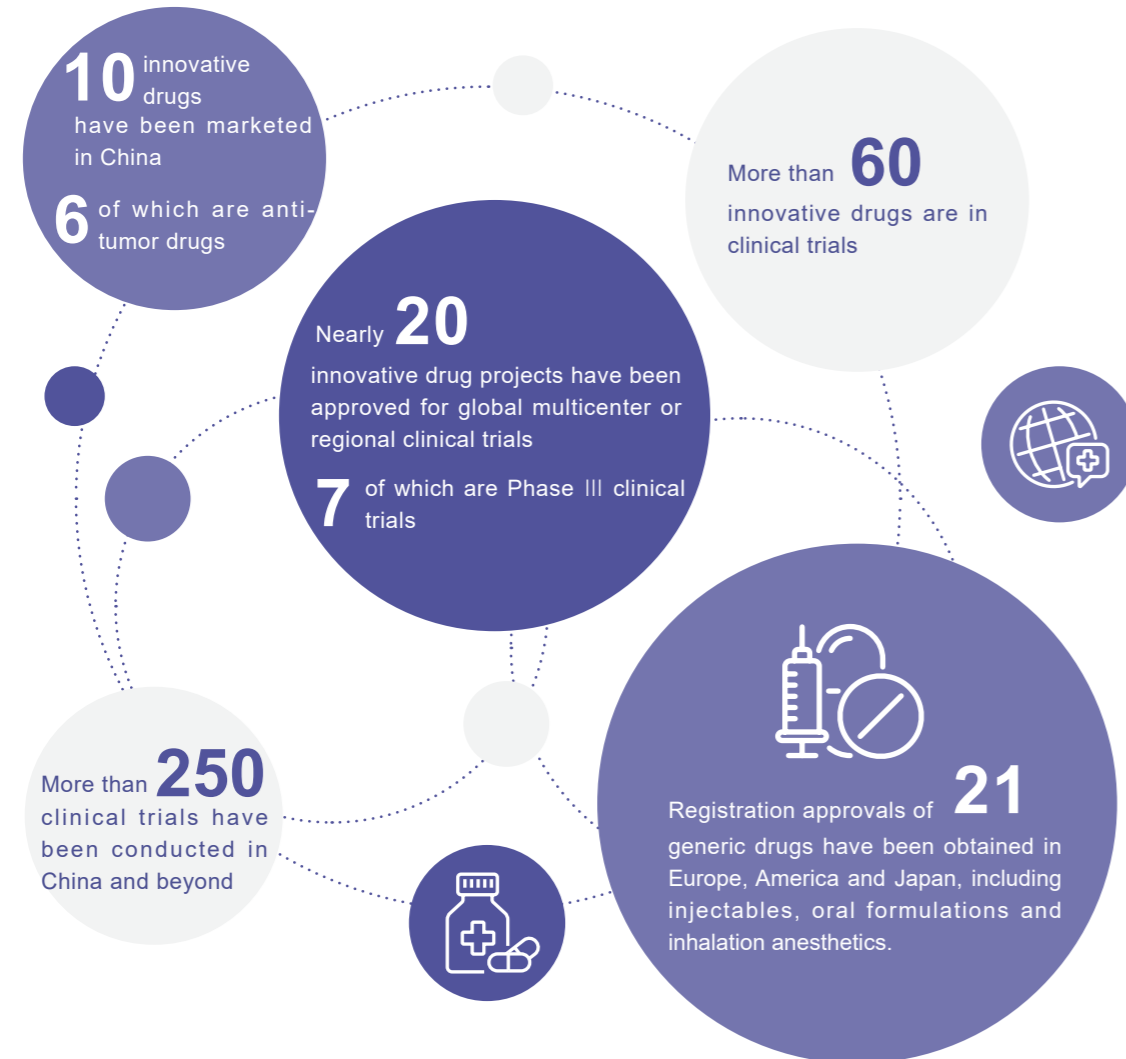 10 innovative
drugs
have been marketed
in China
6 of which are anti-
tumor drugs
More than 60
innovative drugs are in
clinical trials
Nearly 20
innovative drug projects have been
approved for global multicenter or
regional clinical trials
7 of which are Phase III clinical
trials
More than 250
clinical trials have
been conducted in
China and beyond
Registration approvals of 21
generic drugs have been obtained in
Europe, America and Japan, including
injectables, oral formulations and
inhalation anesthetics.